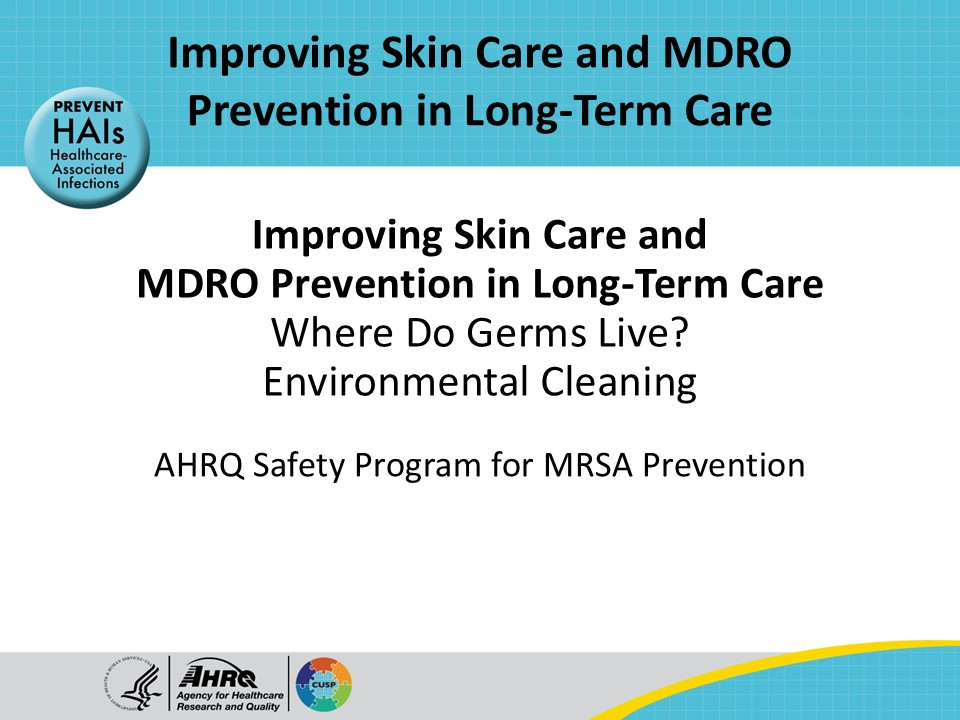 Improving Skin Care and MDRO
Prevention in Long-Term Care
PREVENT
HAIs
Healthcare-
Associated
Infections
Improving Skin Care and
MDRO Prevention in Long-Term Care
Where Do Germs Live?
Environmental Cleaning
AHRQ Safety Program for MRSA Prevention
AHRQ
Agency for Healthcare
Research and Quality
CUSP